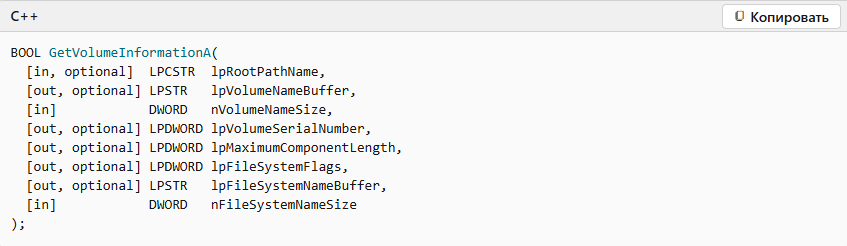 C++
Копировать
BOOL GetVolumeInformationA(
  [in, optional]  LPCSTR  lpRootPathName,
  [out, optional] LPSTR   lpVolumeNameBuffer,
  [in]            DWORD   nVolumeNameSize,
  [out, optional] LPDWORD lpVolumeSerialNumber,
  [out, optional] LPDWORD lpMaximumComponentLength,
  [out, optional] LPDWORD lpFileSystemFlags,
  [out, optional] LPSTR   lpFileSystemNameBuffer,
  [in]            DWORD   nFileSystemNameSize
);